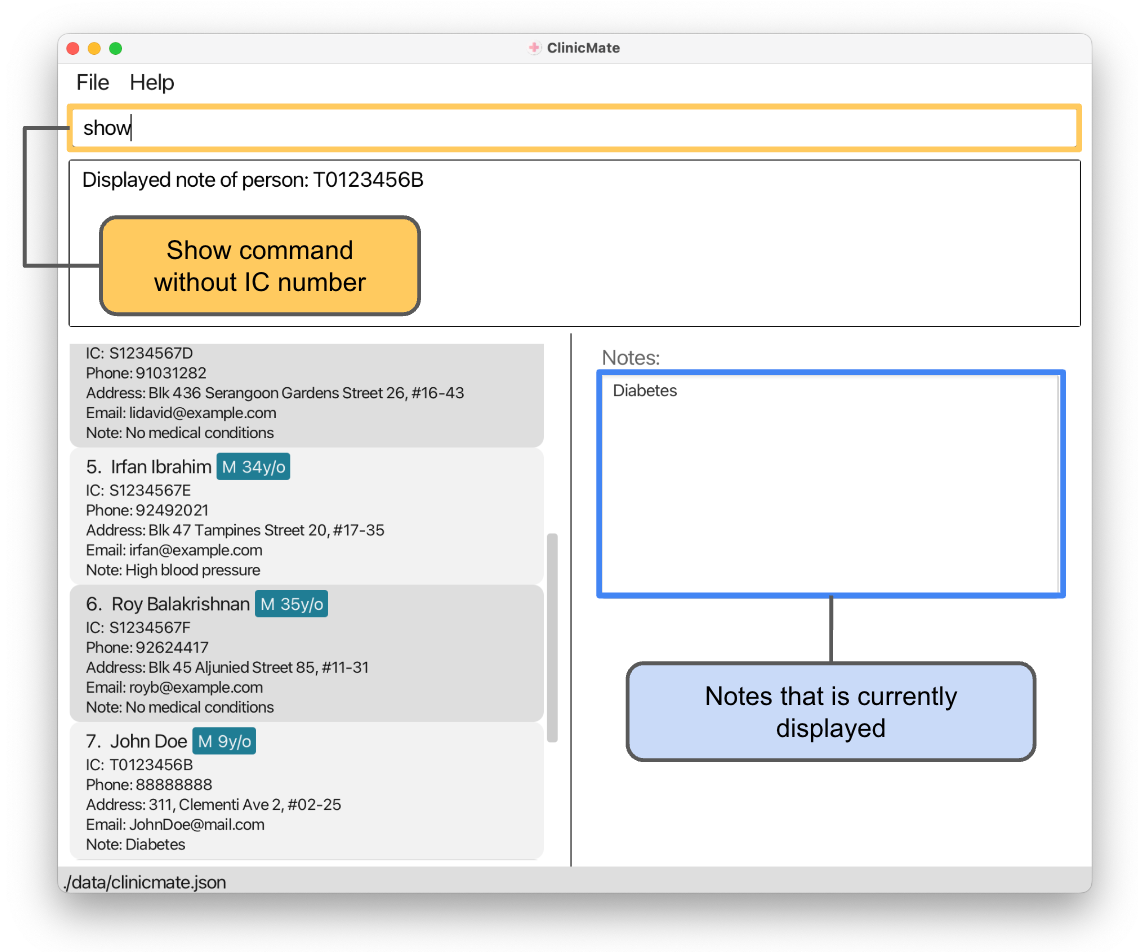 ClinicMate
File Help
show
Displayed note of person: T0123456B
Show command
without IC number
IC: S1234567D
Phone: 91031282
Address: Blk 436 Serangoon Gardens Street 26, #16-43
Email: lidavid@example.com
Note: No medical conditions
5. Irfan Ibrahim M 34y/o
IC: S1234567E
Phone: 92492021
Address: Blk 47 Tampines Street 20, #17-35
Email: irfan@example.com
Note: High blood pressure
6. Roy Balakrishnan M 35y/o
IC: S1234567F
Phone: 92624417
Address: Blk 45 Aljunied Street 85, #11-31
Email: royb@example.com
Note: No medical conditions
7. John Doe M 9y/o
IC: T0123456B
Phone: 88888888
Address: 311, Clementi Ave 2, #02-25
Email: JohnDoe@mail.com
Note: Diabetes
Notes:
Diabetes
Notes that is currently
displayed
./data/clinicmate.json